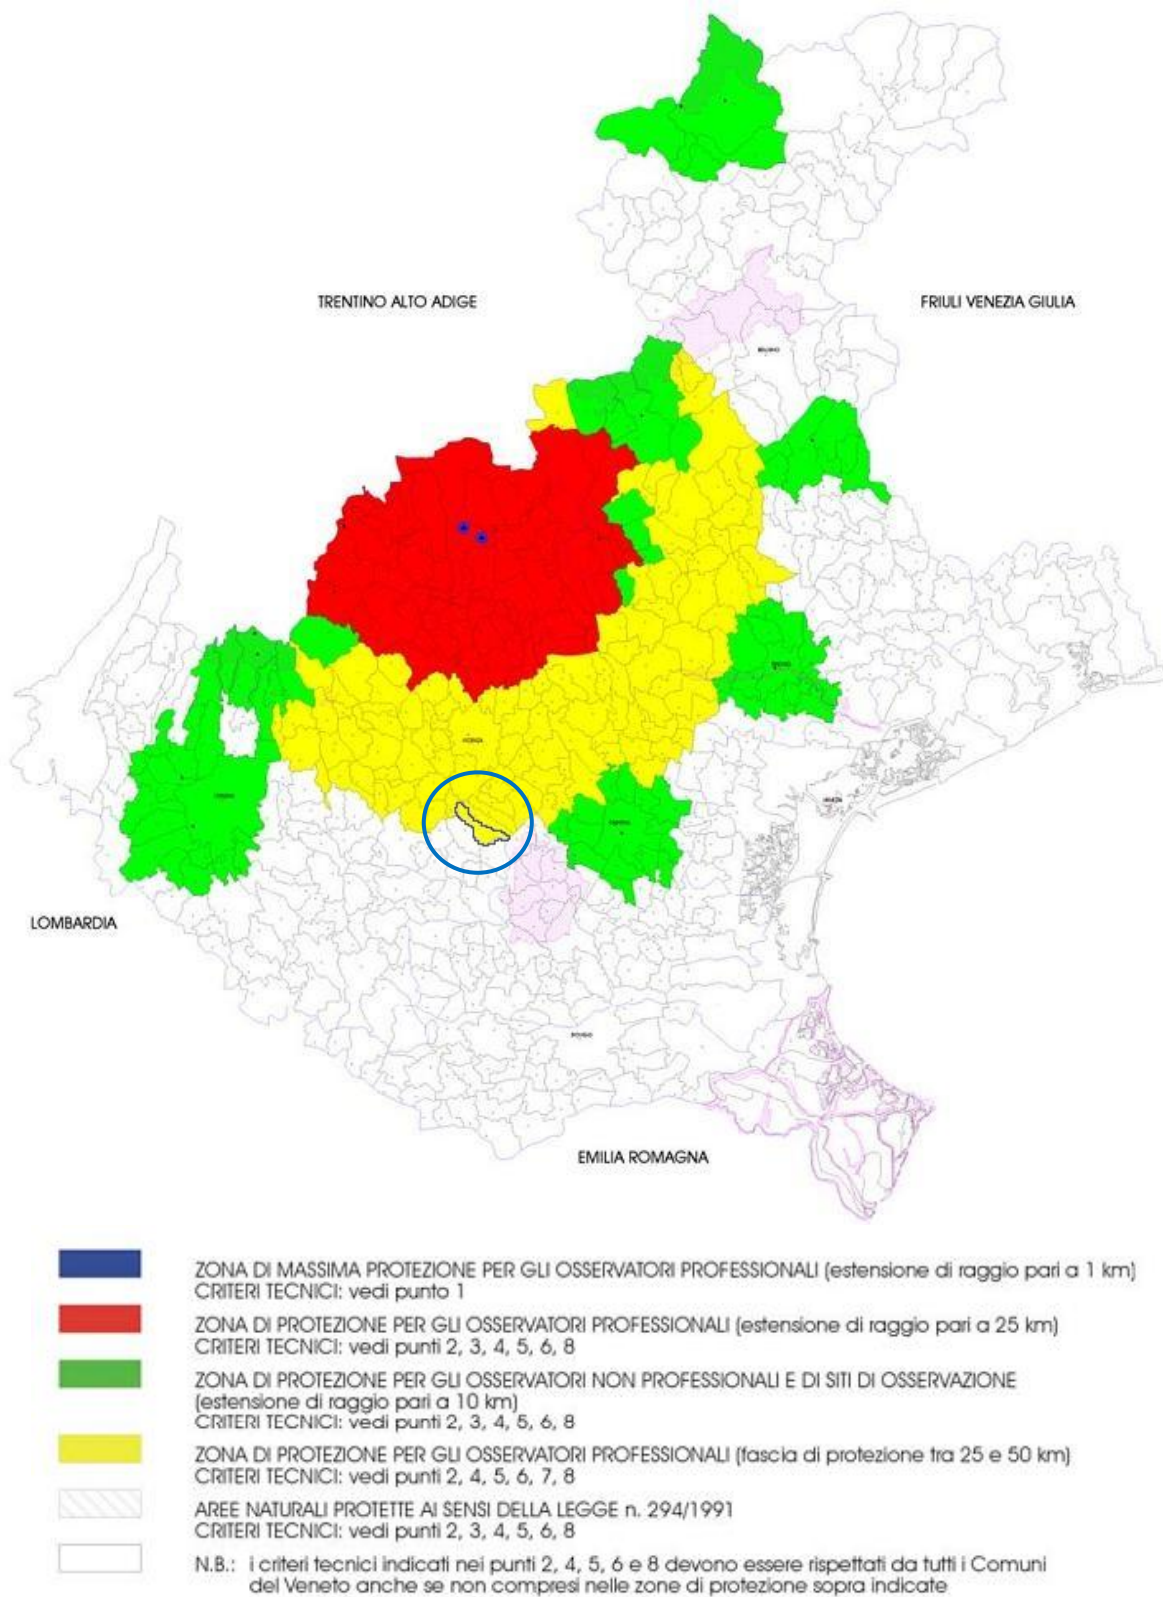 TRENTINO ALTO ADIGE
FRIULI VENEZIA GIULIA
BELLUNO
VICENZA
TREVISO
VERONA
VENEZIA
PADOVA
LOMBARDIA
ROVIGO
EMILIA ROMAGNA
ZONA DI MASSIMA PROTEZIONE PER GLI OSSERVATORI PROFESSIONALI (estensione di raggio pari a 1 km)
CRITERI TECNICI: vedi punto 1
ZONA DI PROTEZIONE PER GLI OSSERVATORI PROFESSIONALI (estensione di raggio pari a 25 km)
CRITERI TECNICI: vedi punti 2, 3, 4, 5, 6, 8
ZONA DI PROTEZIONE PER GLI OSSERVATORI NON PROFESSIONALI E DI SITI DI OSSERVAZIONE
(estensione di raggio pari a 10 km)
CRITERI TECNICI: vedi punti 2, 3, 4, 5, 6, 8
ZONA DI PROTEZIONE PER GLI OSSERVATORI PROFESSIONALI (fascia di protezione tra 25 e 50 km)
CRITERI TECNICI: vedi punti 2, 4, 5, 6, 7, 8
AREE NATURALI PROTETTE AI SENSI DELLA LEGGE n. 294/1991
CRITERI TECNICI: vedi punti 2, 3, 4, 5, 6, 8
N.B.: i criteri tecnici indicati nei punti 2, 4, 5, 6 e 8 devono essere rispettati da tutti i Comuni
del Veneto anche se non compresi nelle zone di protezione sopra indicate